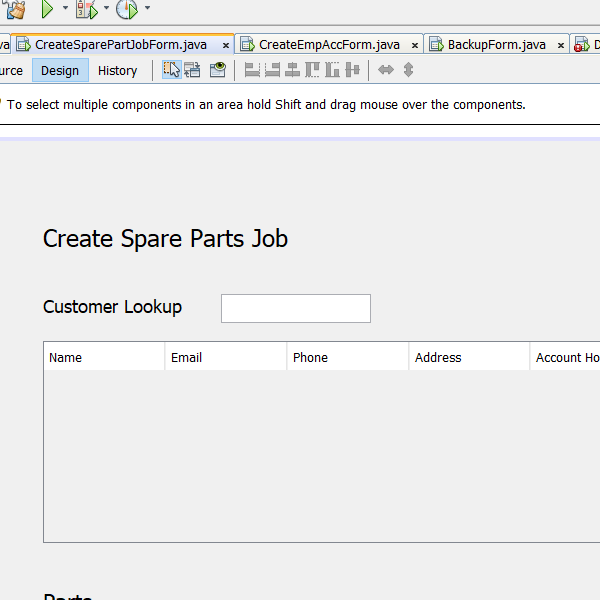 va CreateSparePartJobForm.java × CreateEmpAccForm.java × BackupForm.java × D
urce Design History
To select multiple components in an area hold Shift and drag mouse over the components.
Create Spare Parts Job
Customer Lookup
Name Email Phone Address Account Ho
Parts